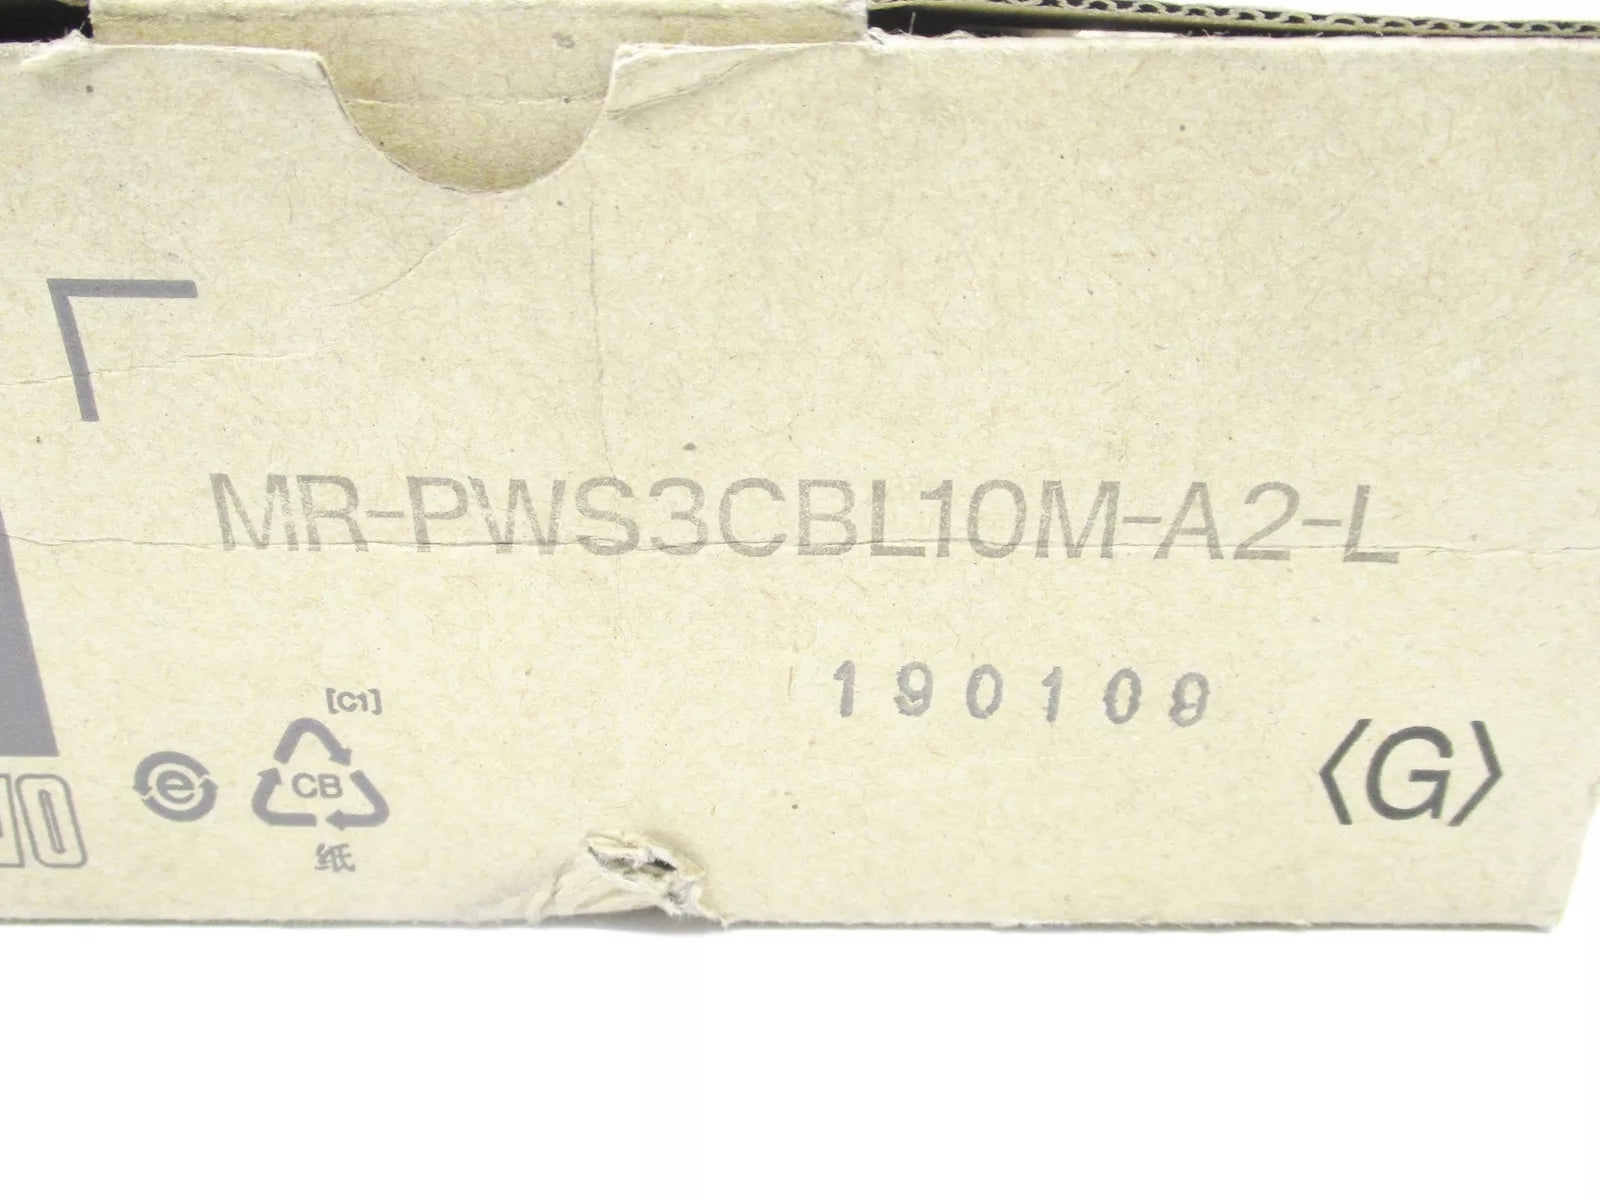 MR-PWS3CBL10M-A2-L
190109
[C1]
e
CB
纸
〈G〉